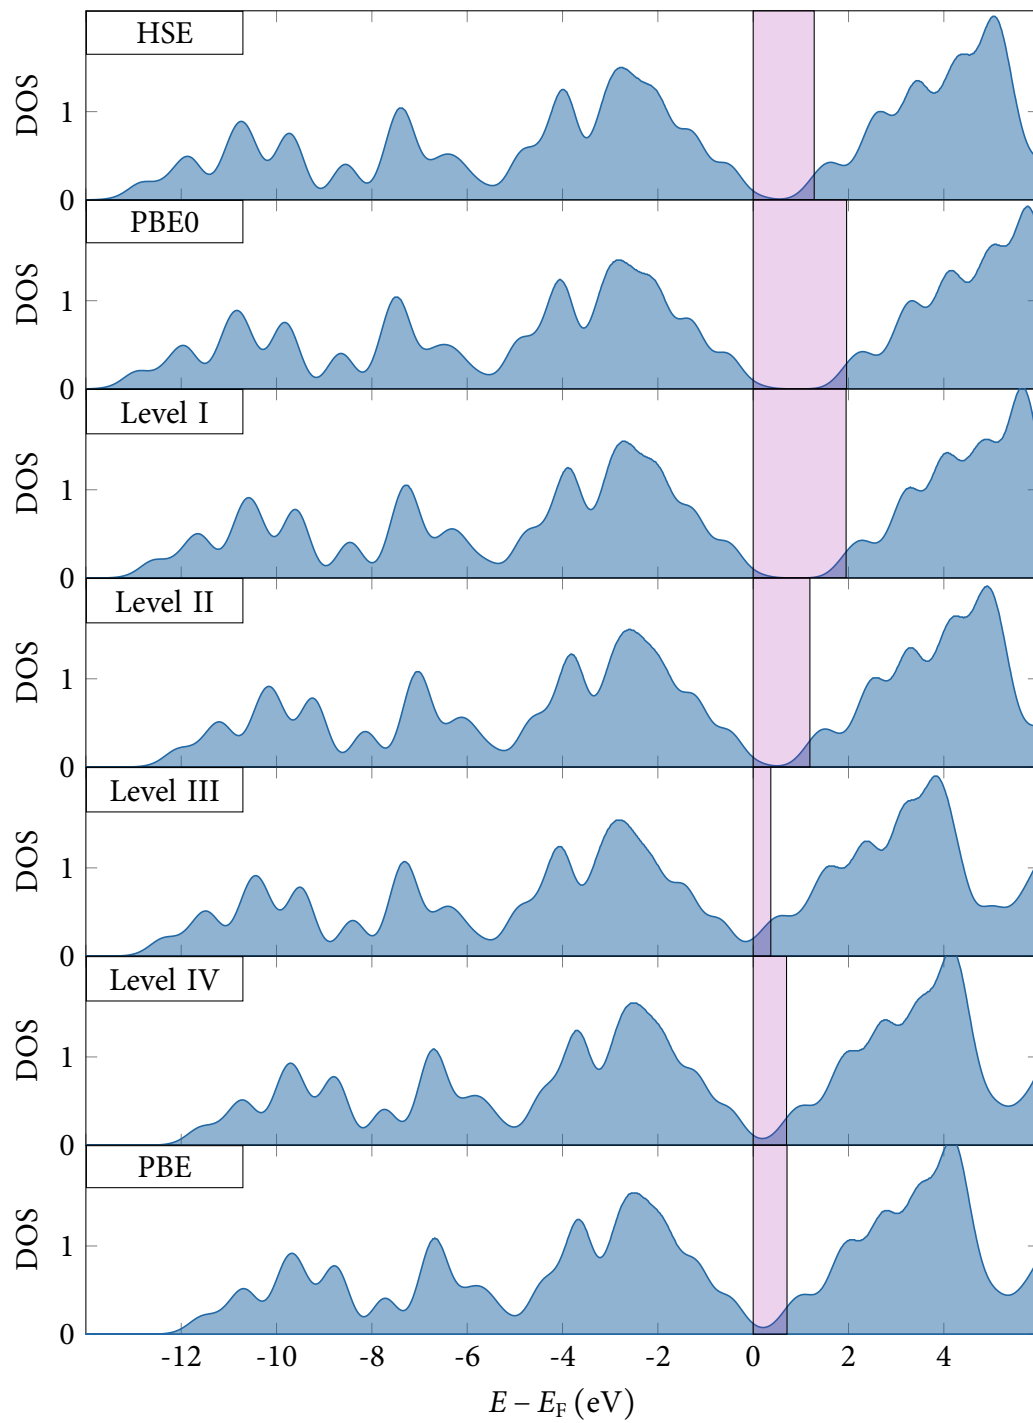 HSE
DOS
1
0
PBE0
DOS
1
0
Level I
DOS
1
0
Level II
DOS
1
0
Level III
DOS
1
0
Level IV
DOS
1
0
PBE
DOS
1
0
-12 -10 -8 -6 -4 -2 0 2 4
E – E_F (eV)